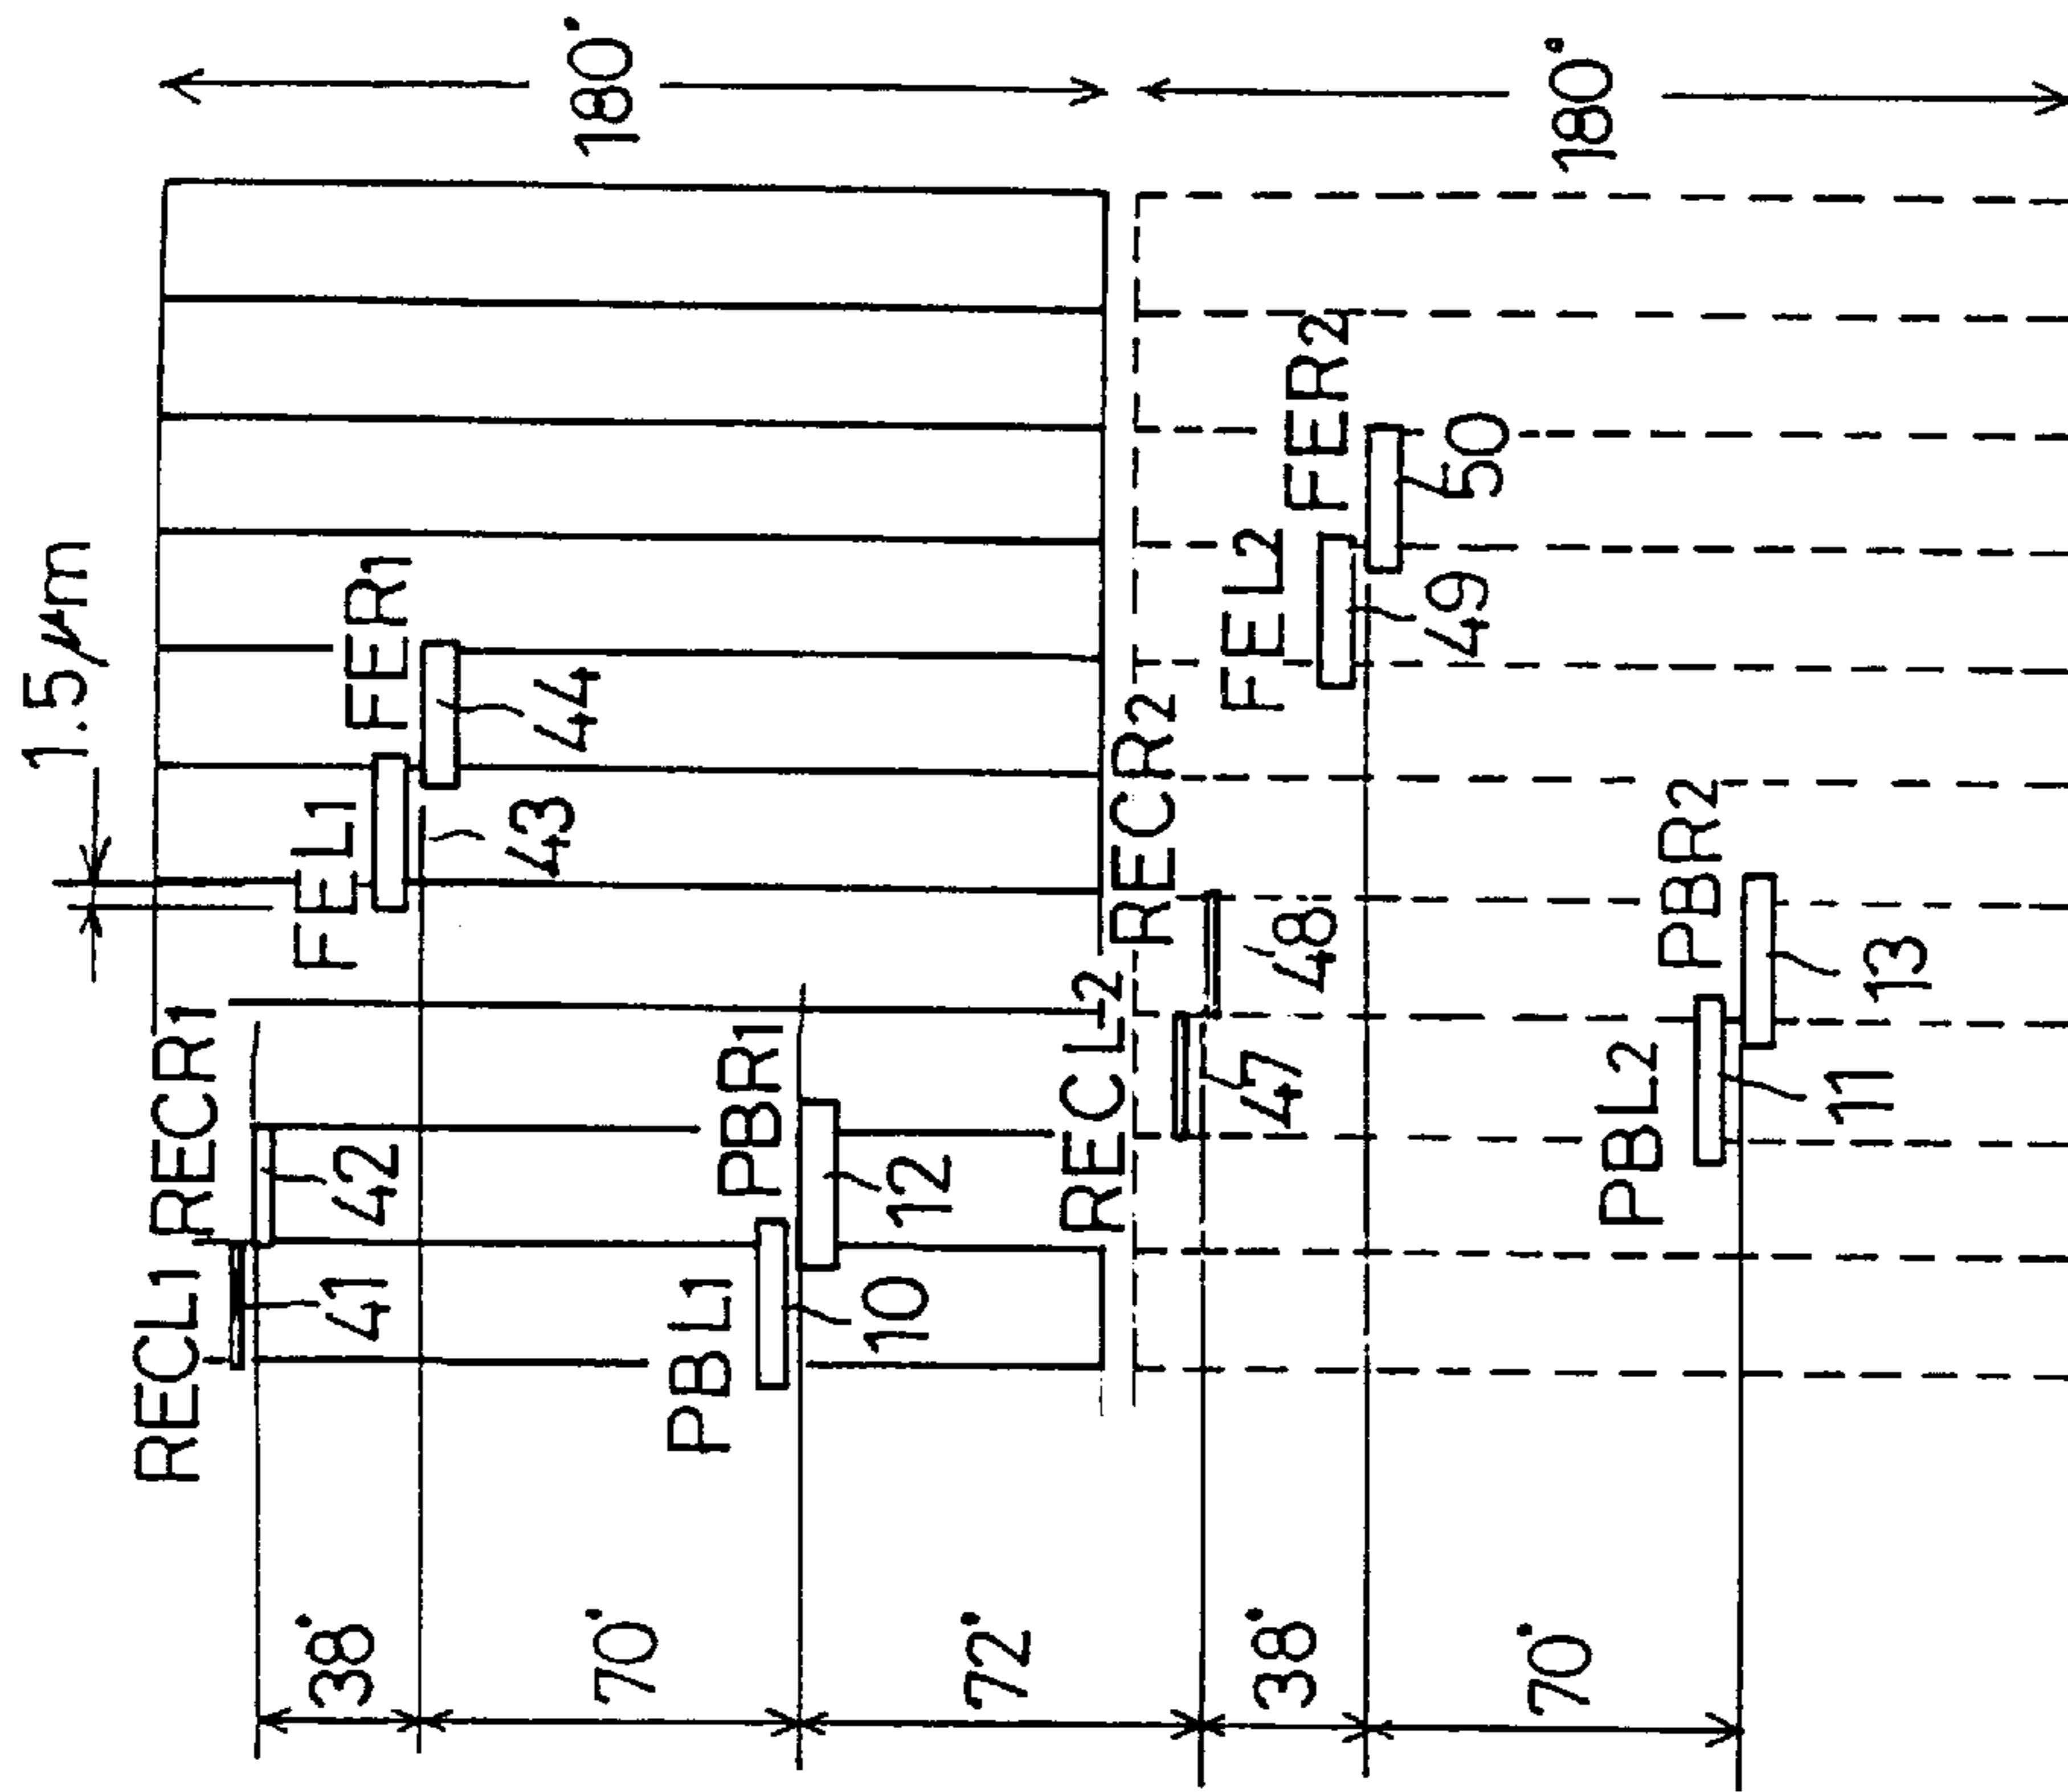 1.5μm
180°
180°
RECL1
RECR1
41
42
FEL1
FER1
43
44
PBL1
PBR1
10
12
RECL2
RECR2
47
48
FEL2
FER2
49
50
PBL2
PBR2
11
13
38°
70°
72°
38°
70°